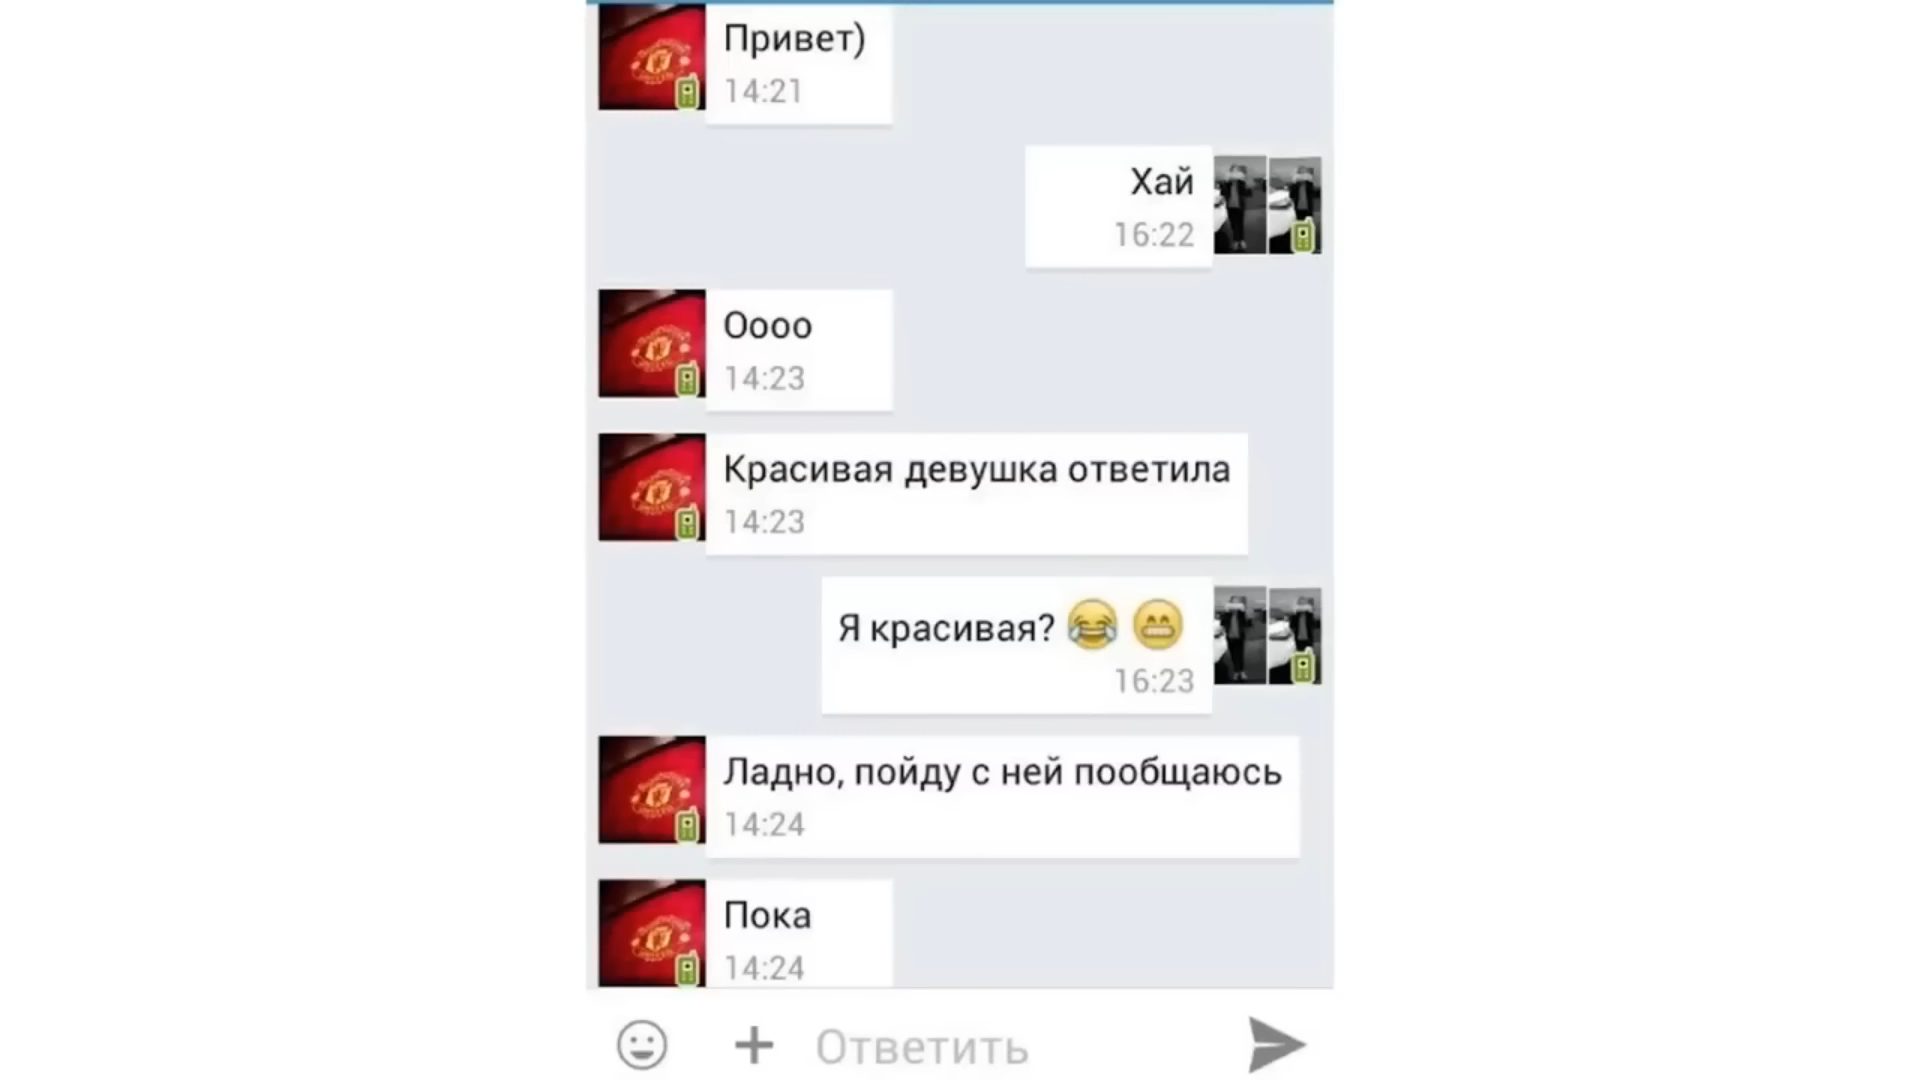 Привет)
14:21
Хай
16:22
Оооо
14:23
Красивая девушка ответила
14:23
Я красивая? 😂 😁
16:23
Ладно, пойду с ней пообщаюсь
14:24
Пока
14:24
Ответить